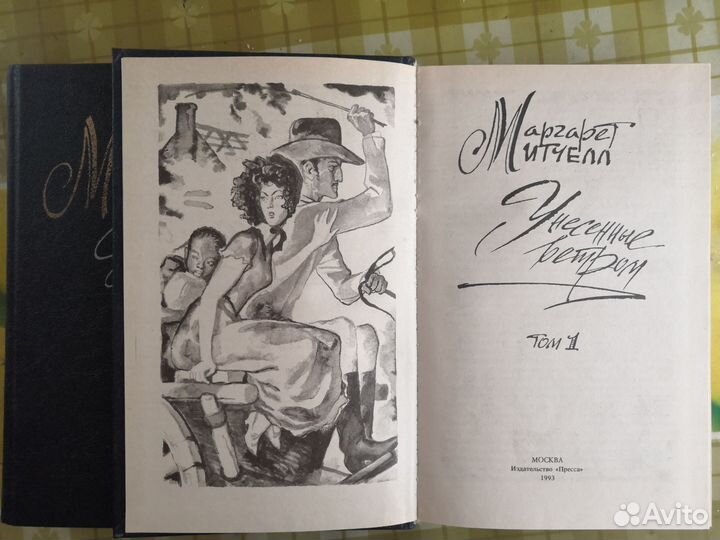 М
Маргарет
Митчелл
Унесенные
ветром
том 1
МОСКВА
Издательство «Пресса»
1993
Avito